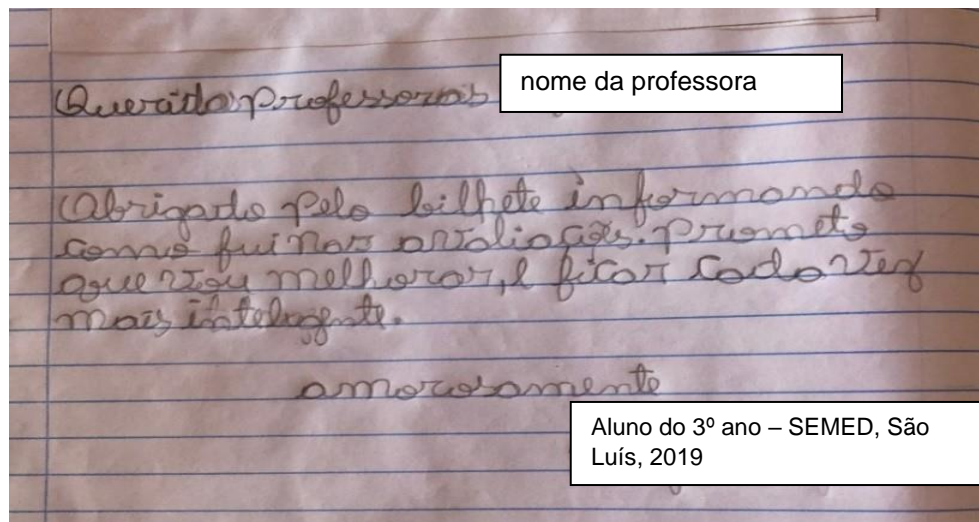 Querida professoras nome da professora
Obrigado pelo bilhete informando
como fui nas avaliações. Prometo
que vou melhorar, e ficar cada vez
mais inteligente.
amorosamente
Aluno do 3º ano – SEMED, São
Luís, 2019